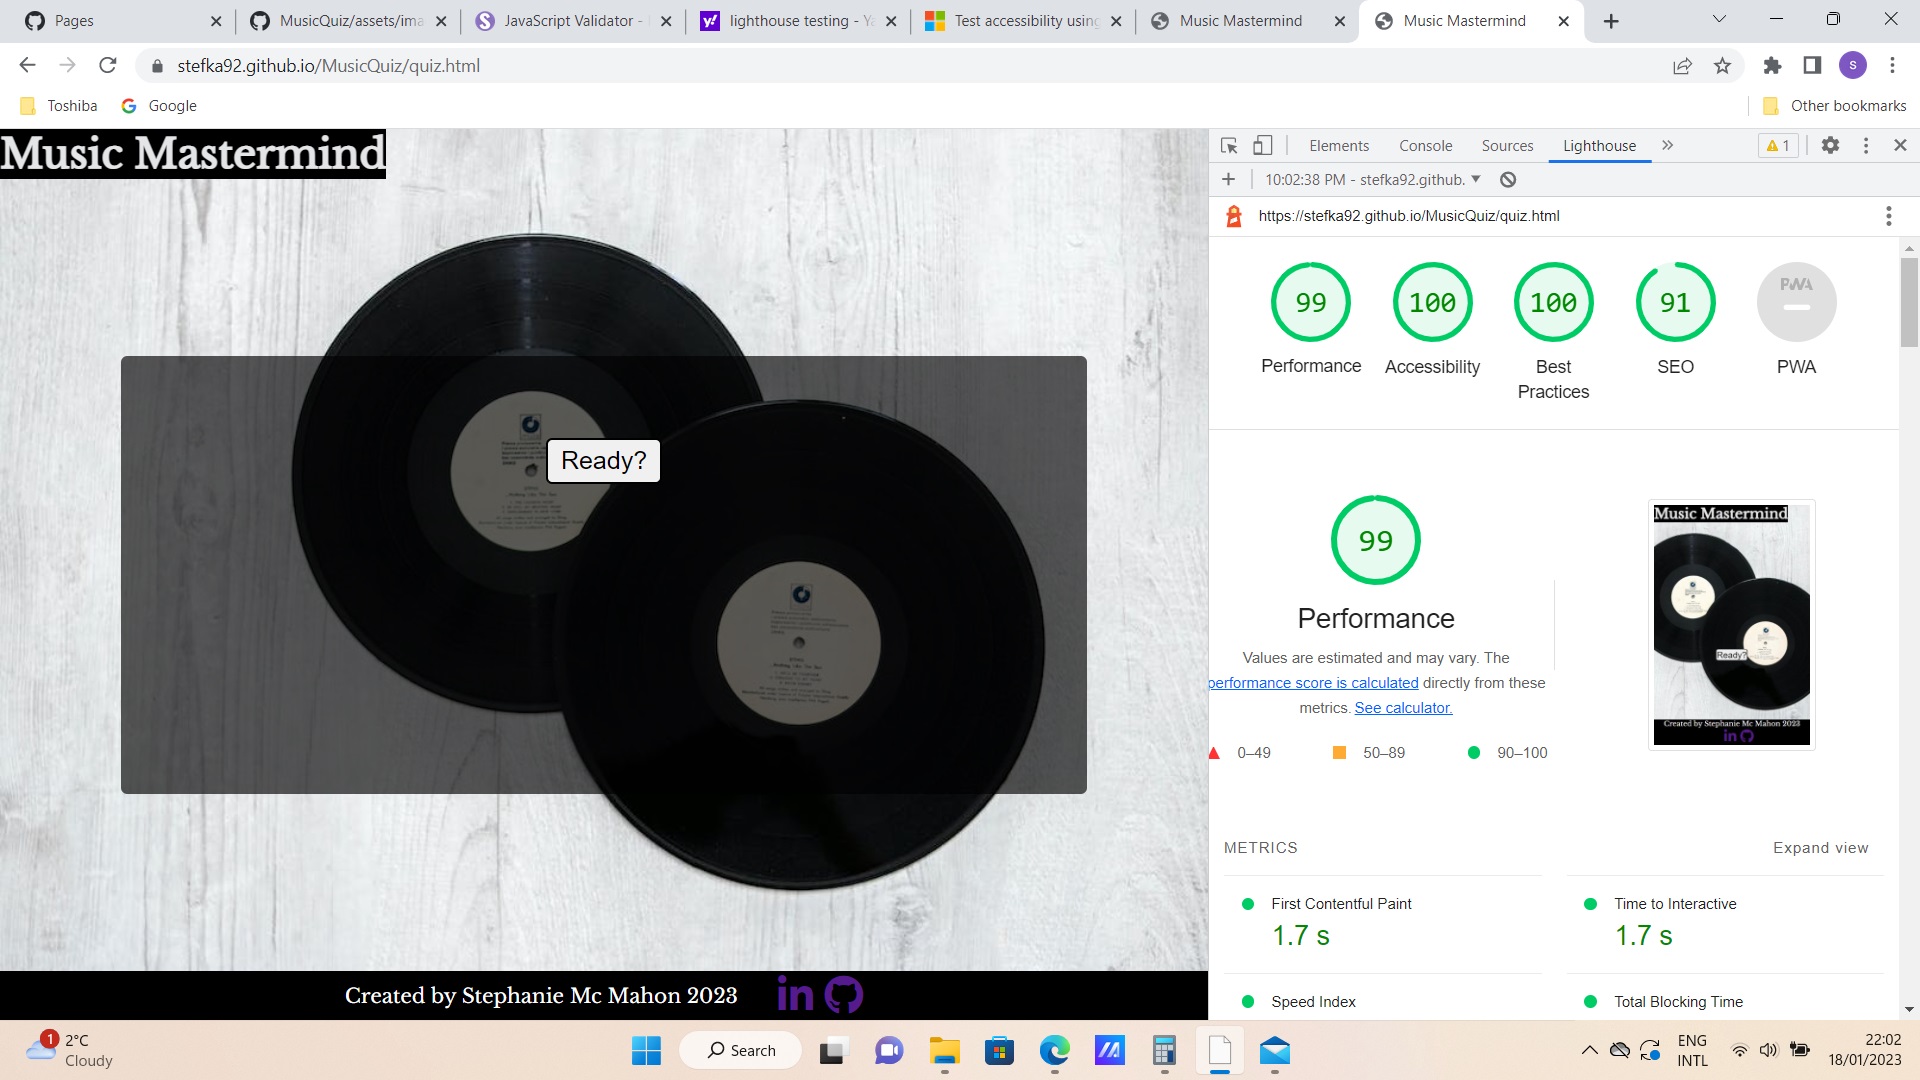 Pages
MusicQuiz/assets/ima
JavaScript Validator -
lighthouse testing - Ya
Test accessibility using
Music Mastermind
Music Mastermind
stefka92.github.io/MusicQuiz/quiz.html
S
Toshiba
Google
Other bookmarks
Music Mastermind
Ready?
Created by Stephanie Mc Mahon 2023
in
Elements
Console
Sources
Lighthouse
1
10:02:38 PM - stefka92.github.
https://stefka92.github.io/MusicQuiz/quiz.html
99
100
100
91
PWA
Performance
Accessibility
Best
Practices
SEO
PWA
99
Performance
Values are estimated and may vary. The
performance score is calculated directly from these
metrics. See calculator.
0–49
50–89
90–100
Music Mastermind
Ready?
Created by Stephanie Mc Mahon 2023
in
METRICS
Expand view
First Contentful Paint
1.7 s
Time to Interactive
1.7 s
Speed Index
Total Blocking Time
1
2°C
Cloudy
Search
ENG
INTL
22:02
18/01/2023